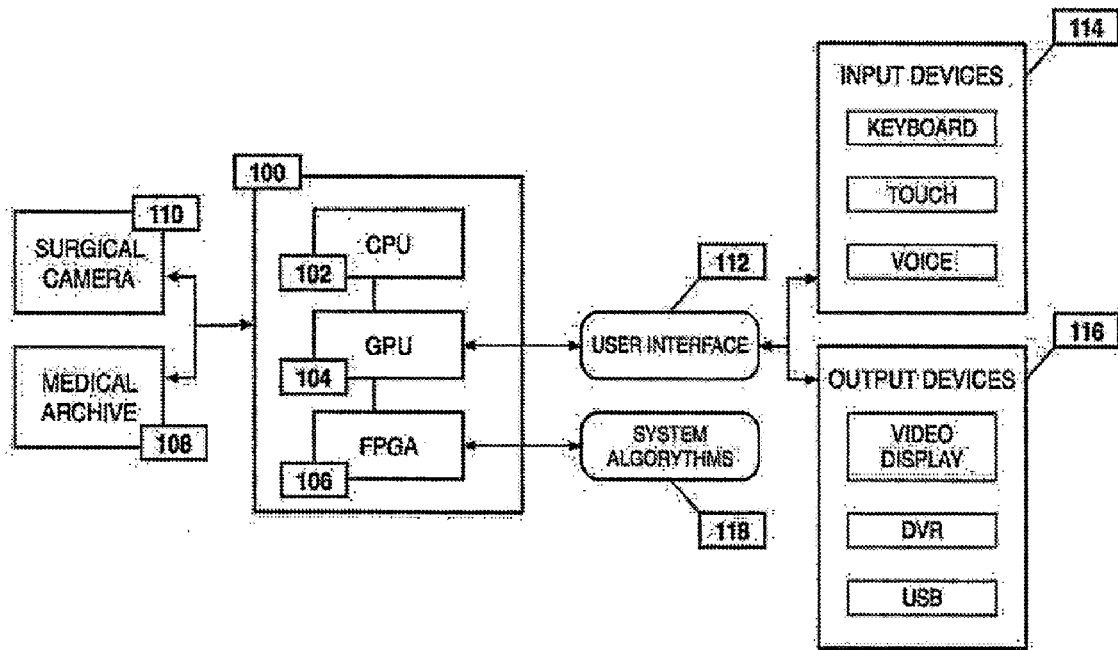 114
INPUT DEVICES
KEYBOARD
TOUCH
VOICE
100
110
SURGICAL
CAMERA
CPU
102
112
GPU
104
USER INTERFACE
116
MEDICAL
ARCHIVE
108
OUTPUT DEVICES
FPGA
106
SYSTEM
ALGORYTHMS
118
VIDEO
DISPLAY
DVR
USB